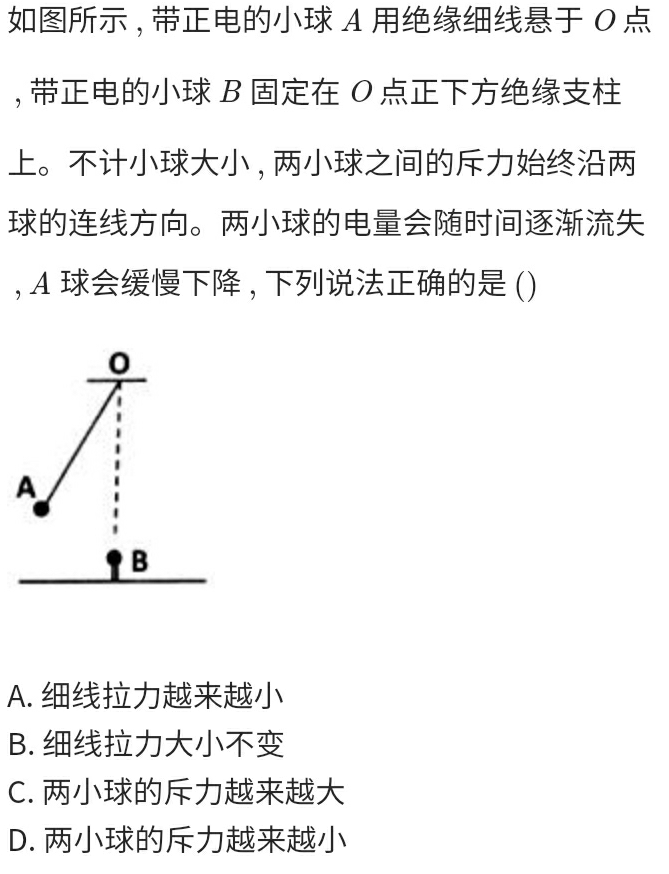 如图所示，带正电的小球 A 用绝缘细线悬于 O 点
，带正电的小球 B 固定在 O 点正下方绝缘支柱
上。不计小球大小，两小球之间的斥力始终沿两
球的连线方向。两小球的电量会随时间逐渐流失
，A 球会缓慢下降，下列说法正确的是 ()
O
A
B
A. 细线拉力越来越小
B. 细线拉力大小不变
C. 两小球的斥力越来越大
D. 两小球的斥力越来越小